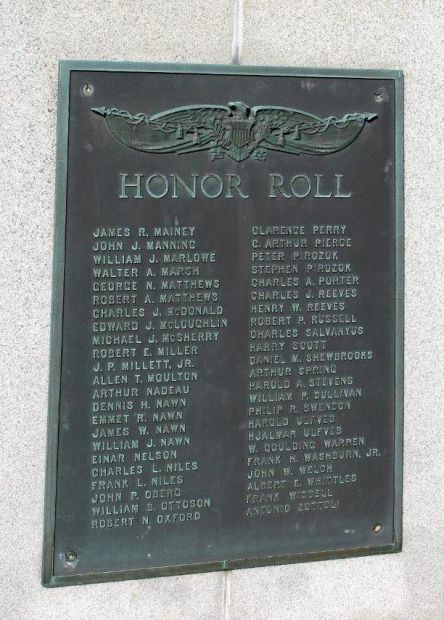 HONOR ROLL
JAMES R. MAINEY
JOHN J. MANNING
WILLIAM J. MARLOWE
WALTER A. MARSH
GEORGE N. MATTHEWS
ROBERT A. MATTHEWS
CHARLES J. McDONALD
EDWARD J. McLOUGHLIN
MICHAEL J. McSHERRY
ROBERT E. MILLER
J. P. MILLETT, JR.
ALLEN T. MOULTON
ARTHUR NADEAU
DENNIS H. NAWN
EMMET R. NAWN
JAMES W. NAWN
WILLIAM J. NAWN
EINAR NELSON
CHARLES L. NILES
FRANK L. NILES
JOHN P. OBERG
WILLIAM S. OTTOSON
ROBERT N. OXFORD
CLARENCE PERRY
C. ARTHUR PIERCE
PETER PIROZOK
STEPHEN PIROZOK
CHARLES A. PORTER
CHARLES J. REEVES
HENRY W. REEVES
ROBERT P. RUSSELL
CHARLES SALVANYUS
HARRY SCOTT
DANIEL M. SHEWBROOKS
ARTHUR SPRING
HAROLD A. STEVENS
WILLIAM P. SULLIVAN
PHILIP R. SWENSON
HAROLD ULFVES
HJALMAR ULFVES
W. GOULDING WARREN
FRANK H. WASHBURN, JR.
JOHN W. WELCH
ALBERT E. WHITTLES
FRANK WISSELL
ANTONIO ZOTTOLI